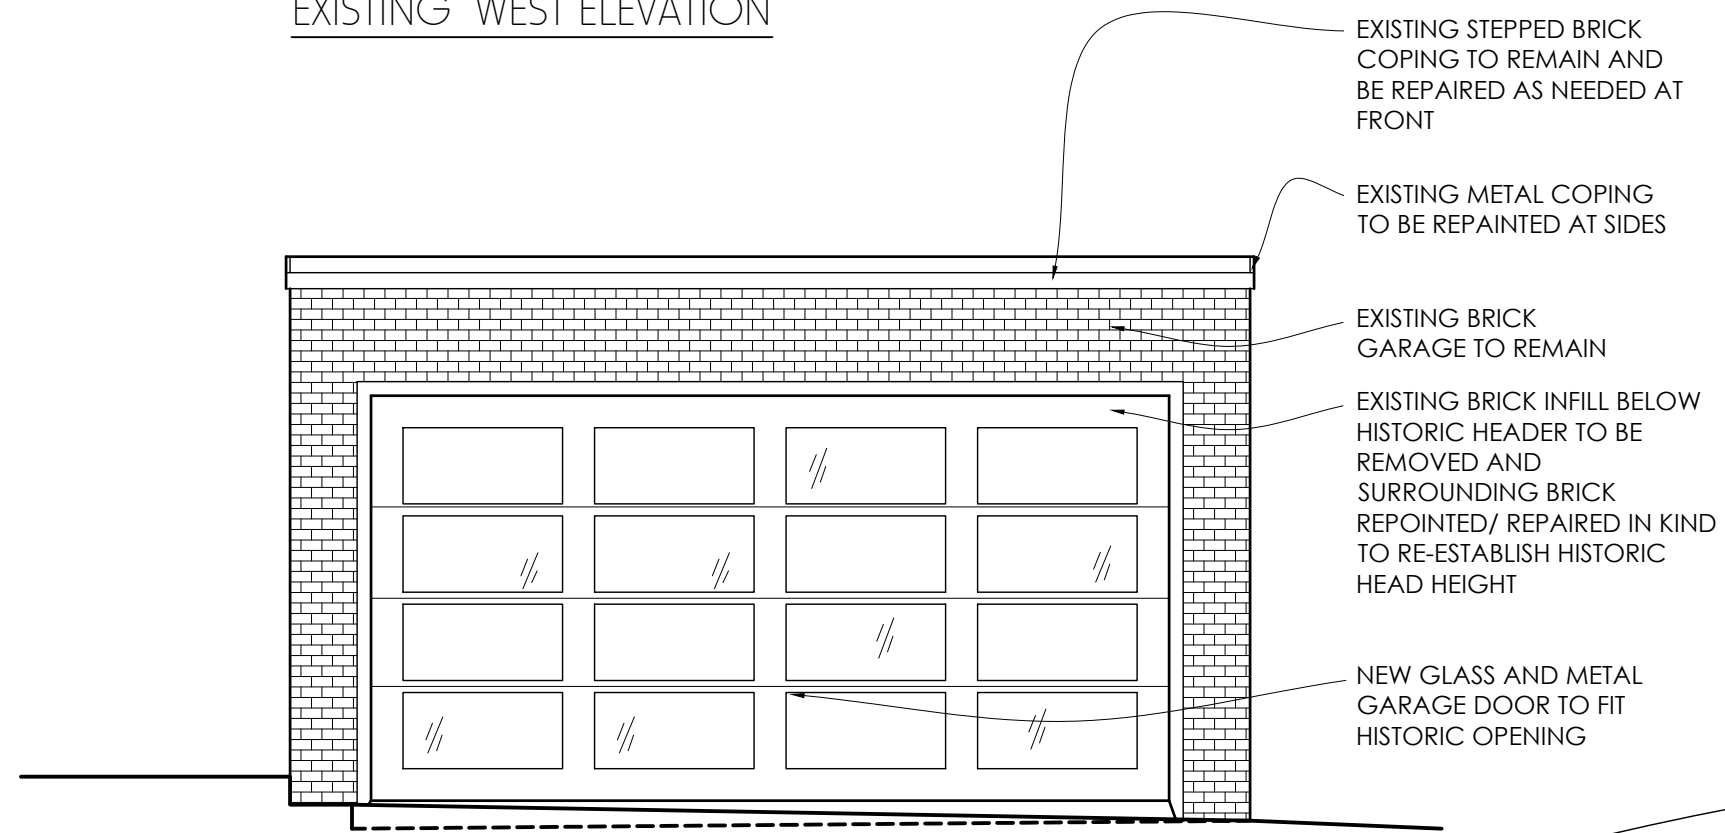 EXISTING WEST ELEVATION
EXISTING STEPPED BRICK
COPING TO REMAIN AND
BE REPAIRED AS NEEDED AT
FRONT
EXISTING METAL COPING
TO BE REPAINTED AT SIDES
EXISTING BRICK
GARAGE TO REMAIN
EXISTING BRICK INFILL BELOW
HISTORIC HEADER TO BE
REMOVED AND
SURROUNDING BRICK
REPOINTED/ REPAIRED IN KIND
TO RE-ESTABLISH HISTORIC
HEAD HEIGHT
NEW GLASS AND METAL
GARAGE DOOR TO FIT
HISTORIC OPENING